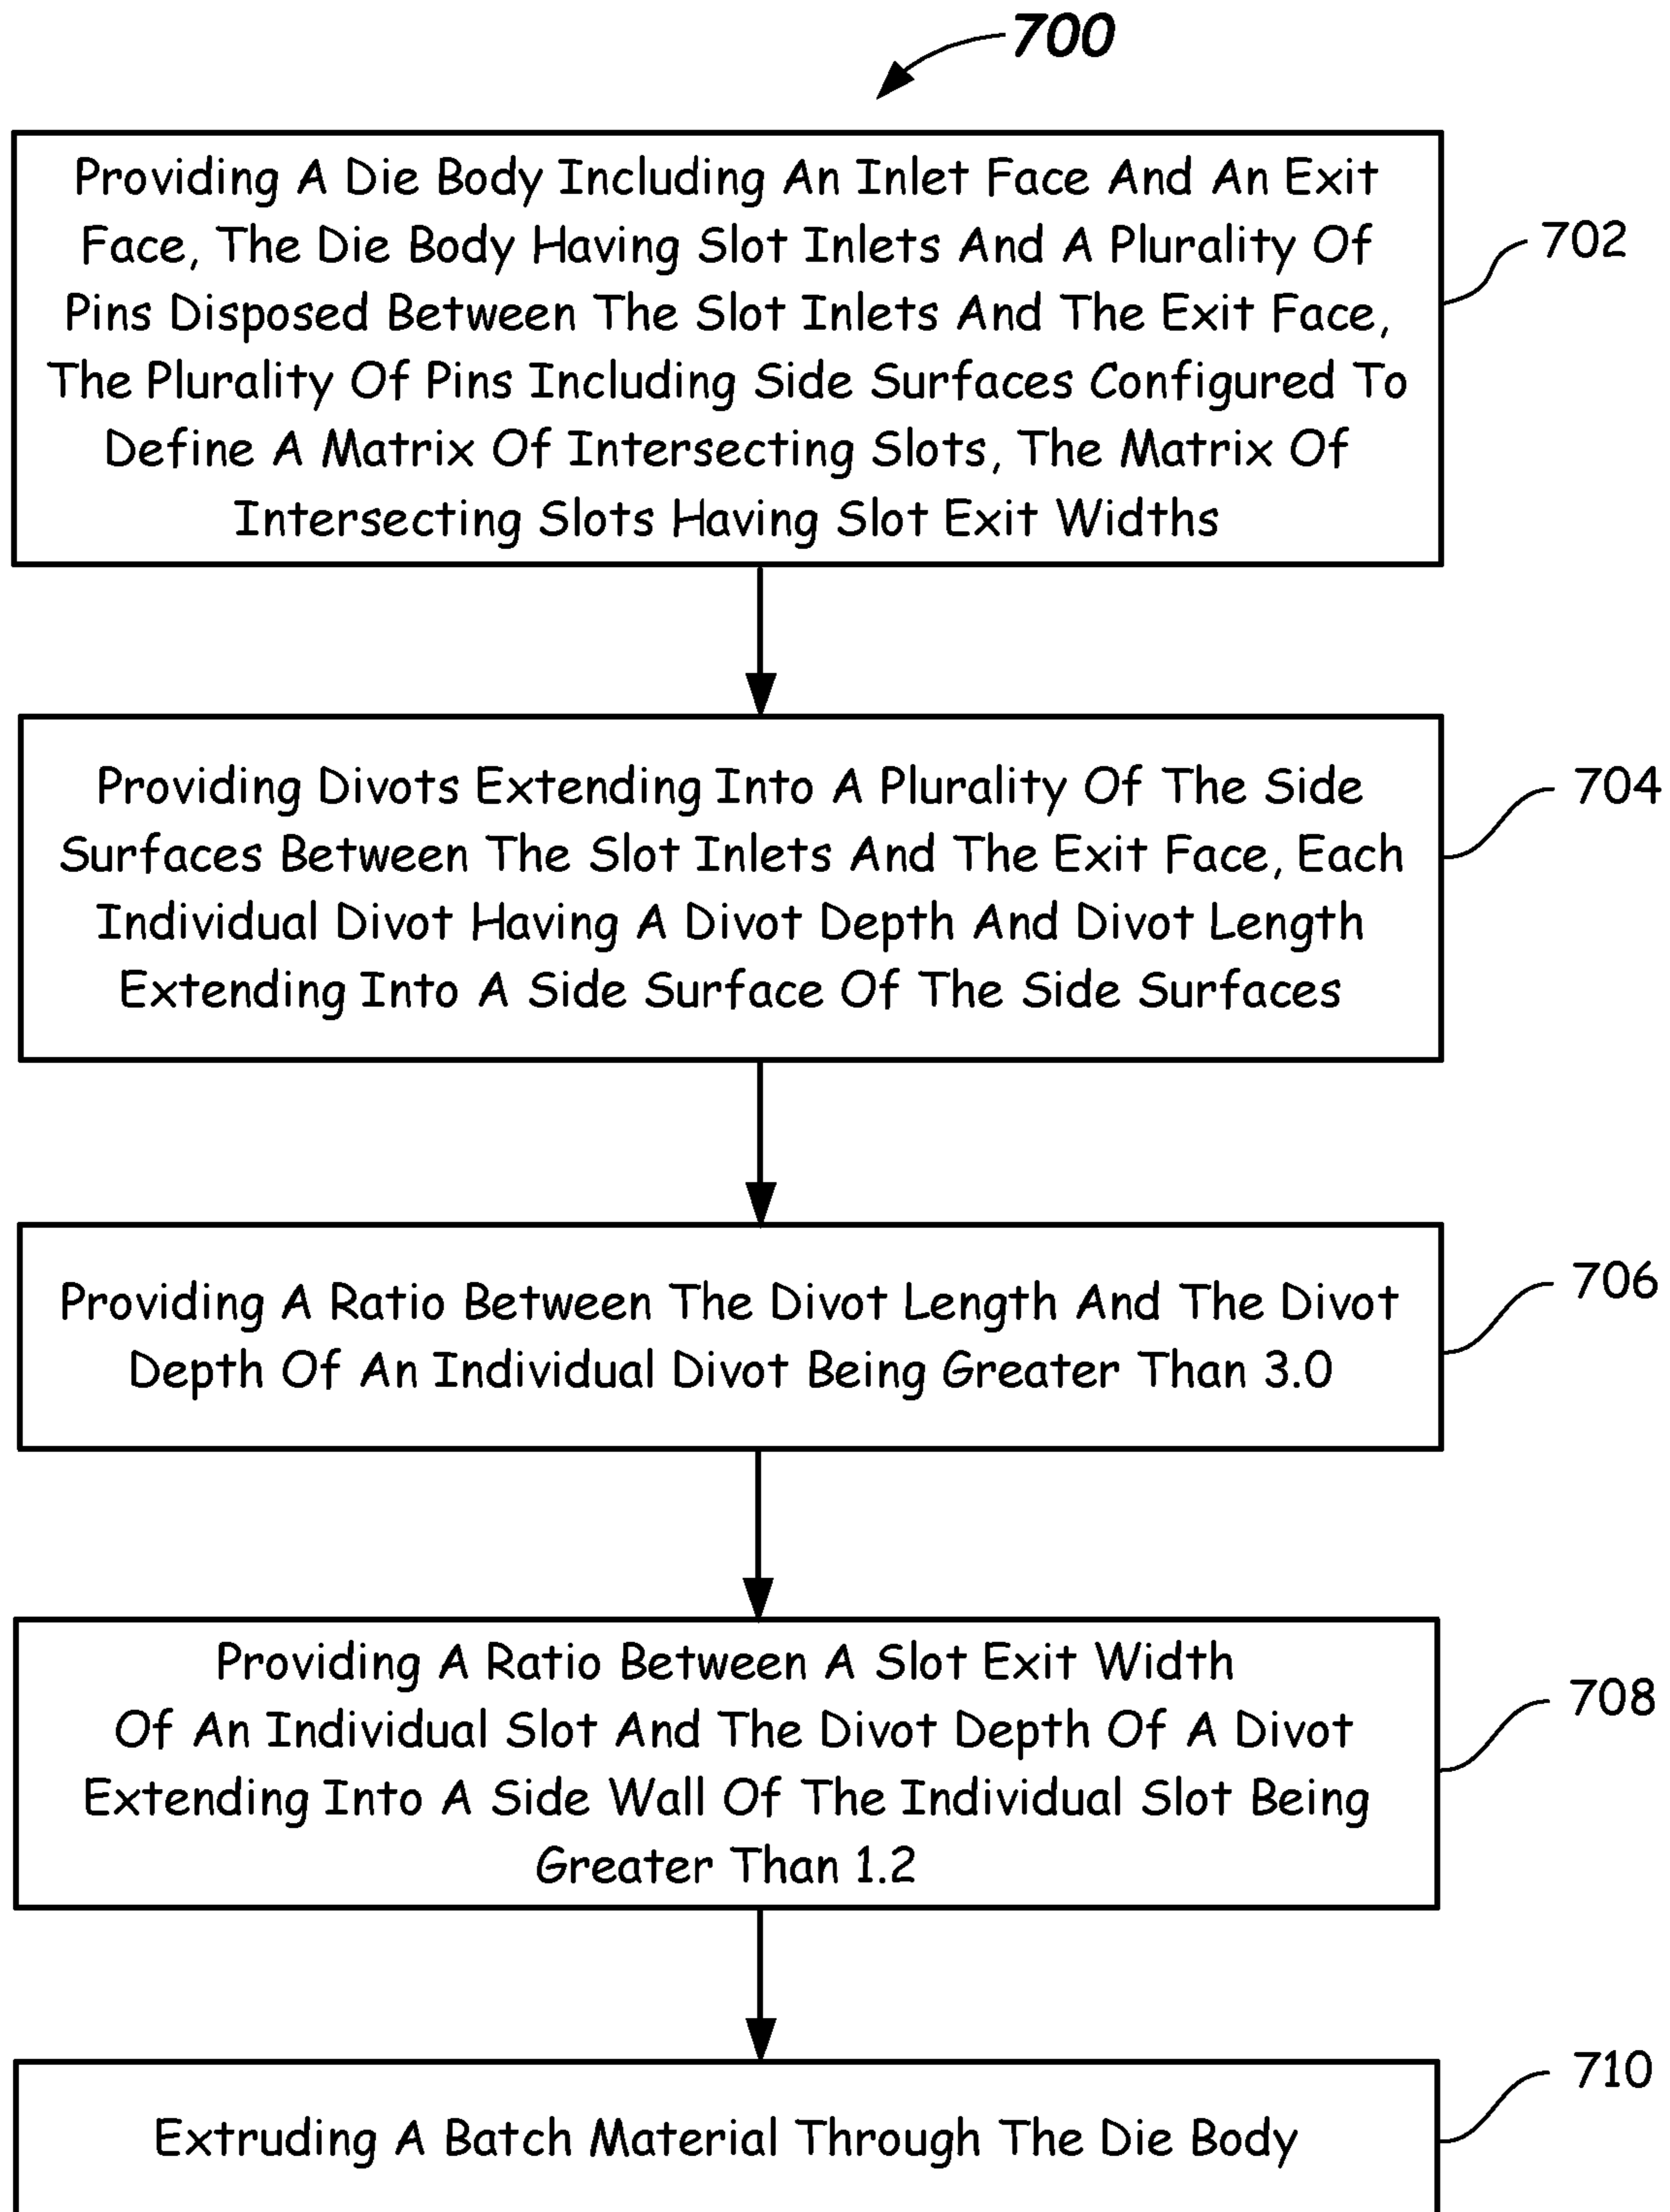 700
Providing A Die Body Including An Inlet Face And An Exit
Face, The Die Body Having Slot Inlets And A Plurality Of
Pins Disposed Between The Slot Inlets And The Exit Face,
The Plurality Of Pins Including Side Surfaces Configured To
Define A Matrix Of Intersecting Slots, The Matrix Of
Intersecting Slots Having Slot Exit Widths
702
Providing Divots Extending Into A Plurality Of The Side
Surfaces Between The Slot Inlets And The Exit Face, Each
Individual Divot Having A Divot Depth And Divot Length
Extending Into A Side Surface Of The Side Surfaces
704
Providing A Ratio Between The Divot Length And The Divot
Depth Of An Individual Divot Being Greater Than 3.0
706
Providing A Ratio Between A Slot Exit Width
Of An Individual Slot And The Divot Depth Of A Divot
Extending Into A Side Wall Of The Individual Slot Being
Greater Than 1.2
708
Extruding A Batch Material Through The Die Body
710